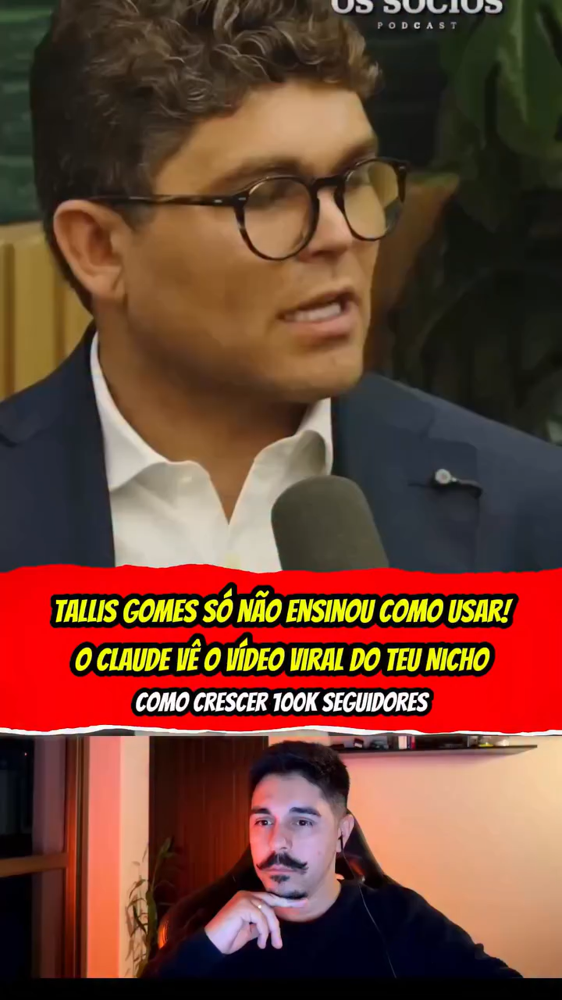 OS SÓCIOS
PODCAST
TALLIS GOMES SÓ NÃO ENSINOU COMO USAR!
O CLAUDE VÊ O VÍDEO VIRAL DO TEU NICHO
COMO CRESCER 100K SEGUIDORES